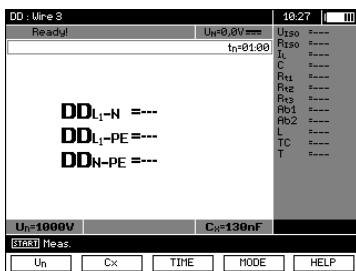 DD : Wire 3 10:27
Ready! UN=0,0V
tn=01:00
UISO =---
RISO =---
IL =---
C =---
Rt1 =---
Rt2 =---
Rt3 =---
Ab1 =---
Ab2 =---
L =---
TC =---
T =---
DDL1-N =---
DDL1-PE =---
DDN-PE =---
Un=1000V CX=130nF
START Meas.
Un Cx TIME MODE HELP